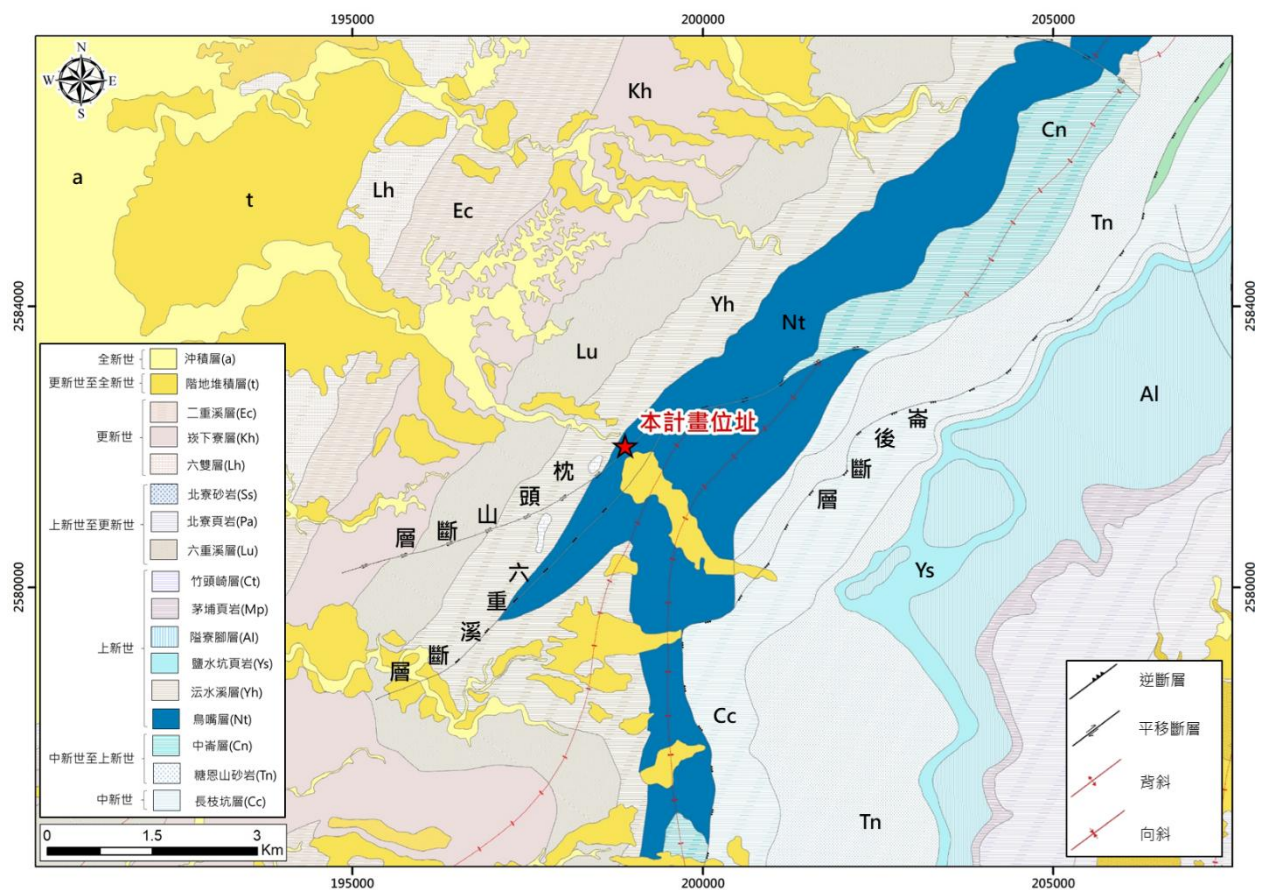 195000
200000
205000
N
W
E
S
Kh
Cn
a
t
Lh
Ec
Tn
2584000
2584000
Yh
Nt
Lu
Al
本計畫位址
枕頭山斷層
崙後斷層
六重溪斷層
Ys
2580000
2580000
Cc
Tn
全新世
沖積層(a)
更新世至全新世
階地堆積層(t)
更新世
二重溪層(Ec)
崁下寮層(Kh)
六雙層(Lh)
上新世至更新世
北寮砂岩(Ss)
北寮頁岩(Pa)
六重溪層(Lu)
上新世
竹頭崎層(Ct)
茅埔頁岩(Mp)
隘寮腳層(Al)
鹽水坑頁岩(Ys)
沄水溪層(Yh)
鳥嘴層(Nt)
中新世至上新世
中崙層(Cn)
糖恩山砂岩(Tn)
中新世
長枝坑層(Cc)
0
1.5
3
Km
逆斷層
平移斷層
背斜
向斜
195000
200000
205000